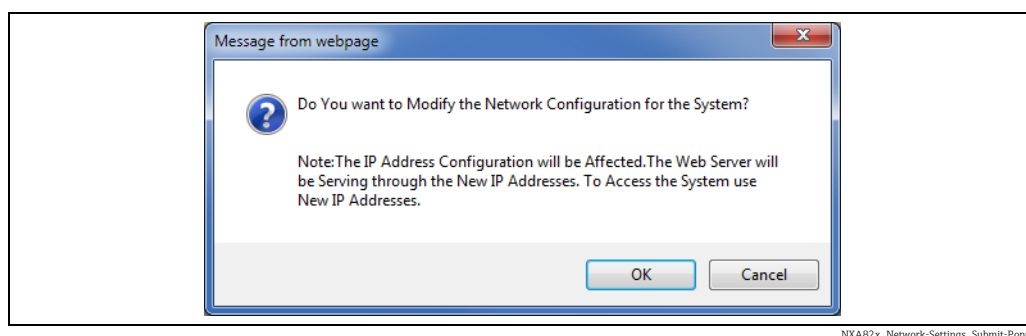 Message from webpage
Do You want to Modify the Network Configuration for the System?
Note:The IP Address Configuration will be Affected.The Web Server will
be Serving through the New IP Addresses. To Access the System use
New IP Addresses.
OK
Cancel